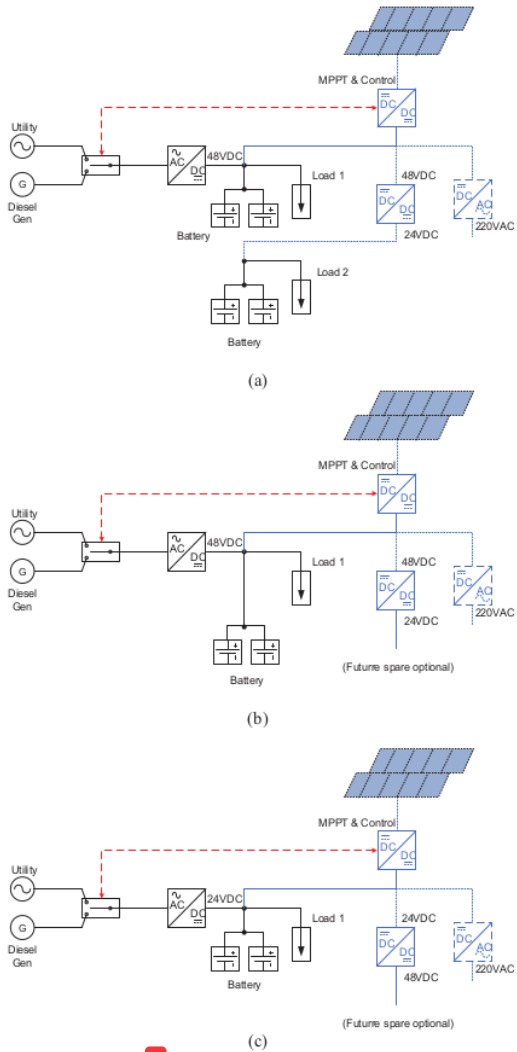 MPPT & Control
DC
DC
Utility
AC
DC
48VDC
G
Diesel
Gen
Load 1
48VDC
DC
DC
24VDC
DC
AC
220VAC
Battery
Load 2
Battery
(a)
MPPT & Control
DC
DC
Utility
AC
DC
48VDC
G
Diesel
Gen
Load 1
48VDC
DC
DC
24VDC
DC
AC
220VAC
Battery
(Futurre spare optional)
(b)
MPPT & Control
DC
DC
Utility
AC
DC
24VDC
G
Diesel
Gen
Load 1
24VDC
DC
DC
48VDC
DC
AC
220VAC
Battery
(Futurre spare optional)
(c)